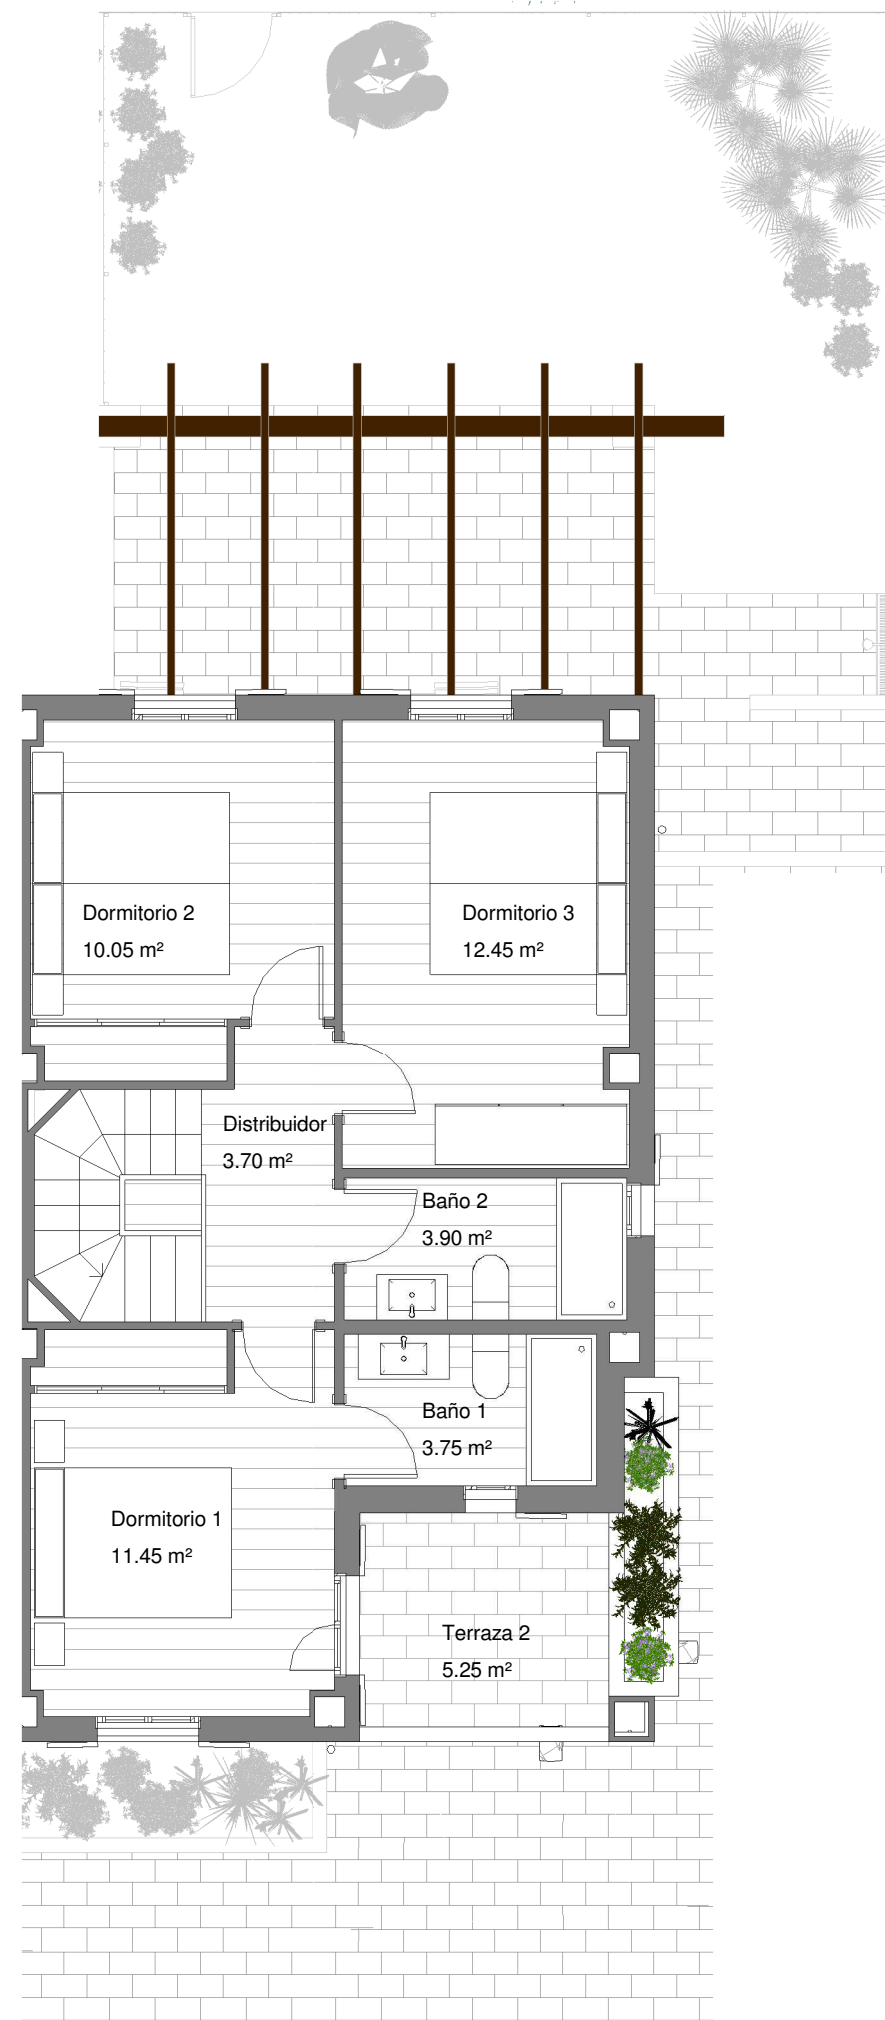 Dormitorio 2
10.05 m²
Dormitorio 3
12.45 m²
Distribuidor
3.70 m²
Baño 2
3.90 m²
Baño 1
3.75 m²
Dormitorio 1
11.45 m²
Terraza 2
5.25 m²